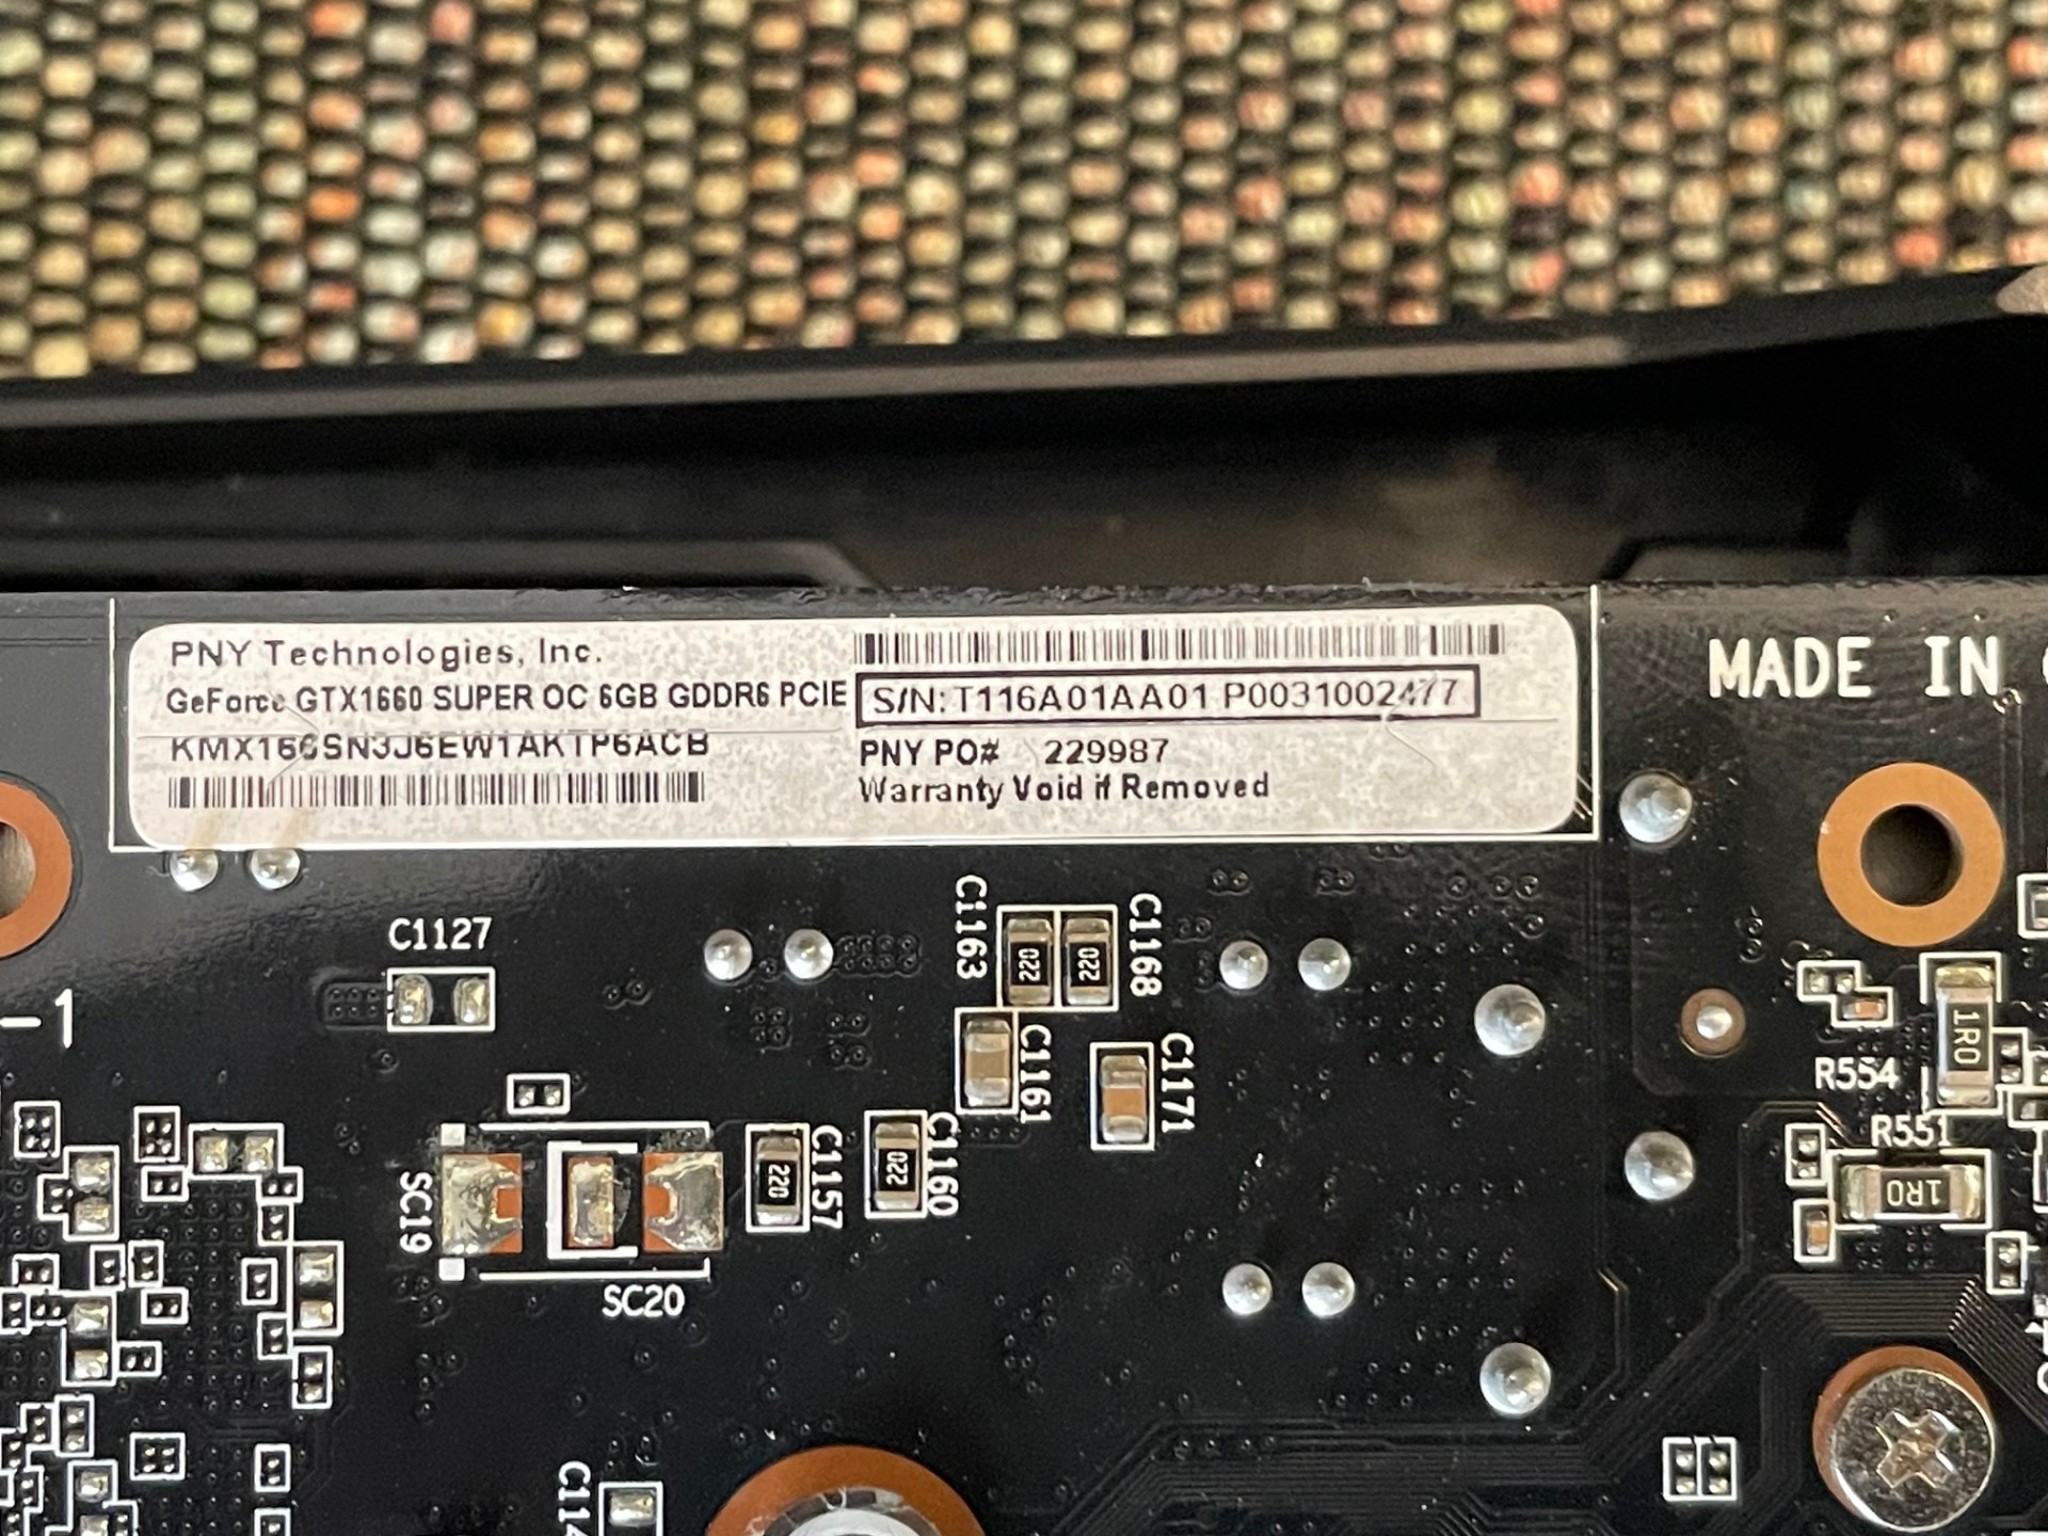 PNY Technologies, Inc.
GeForce GTX1660 SUPER OC 6GB GDDR6 PCIE
S/N: T116A01AA01 P0031002477
KMX166SN3J6EW1AKTP6ACB
PNY PO# 229987
Warranty Void if Removed
MADE IN
C1127
C1163
220
220
C1168
-1
C1161
C1171
1R0
R554
R551
1R0
SC19
220
C1157
220
C1160
SC20